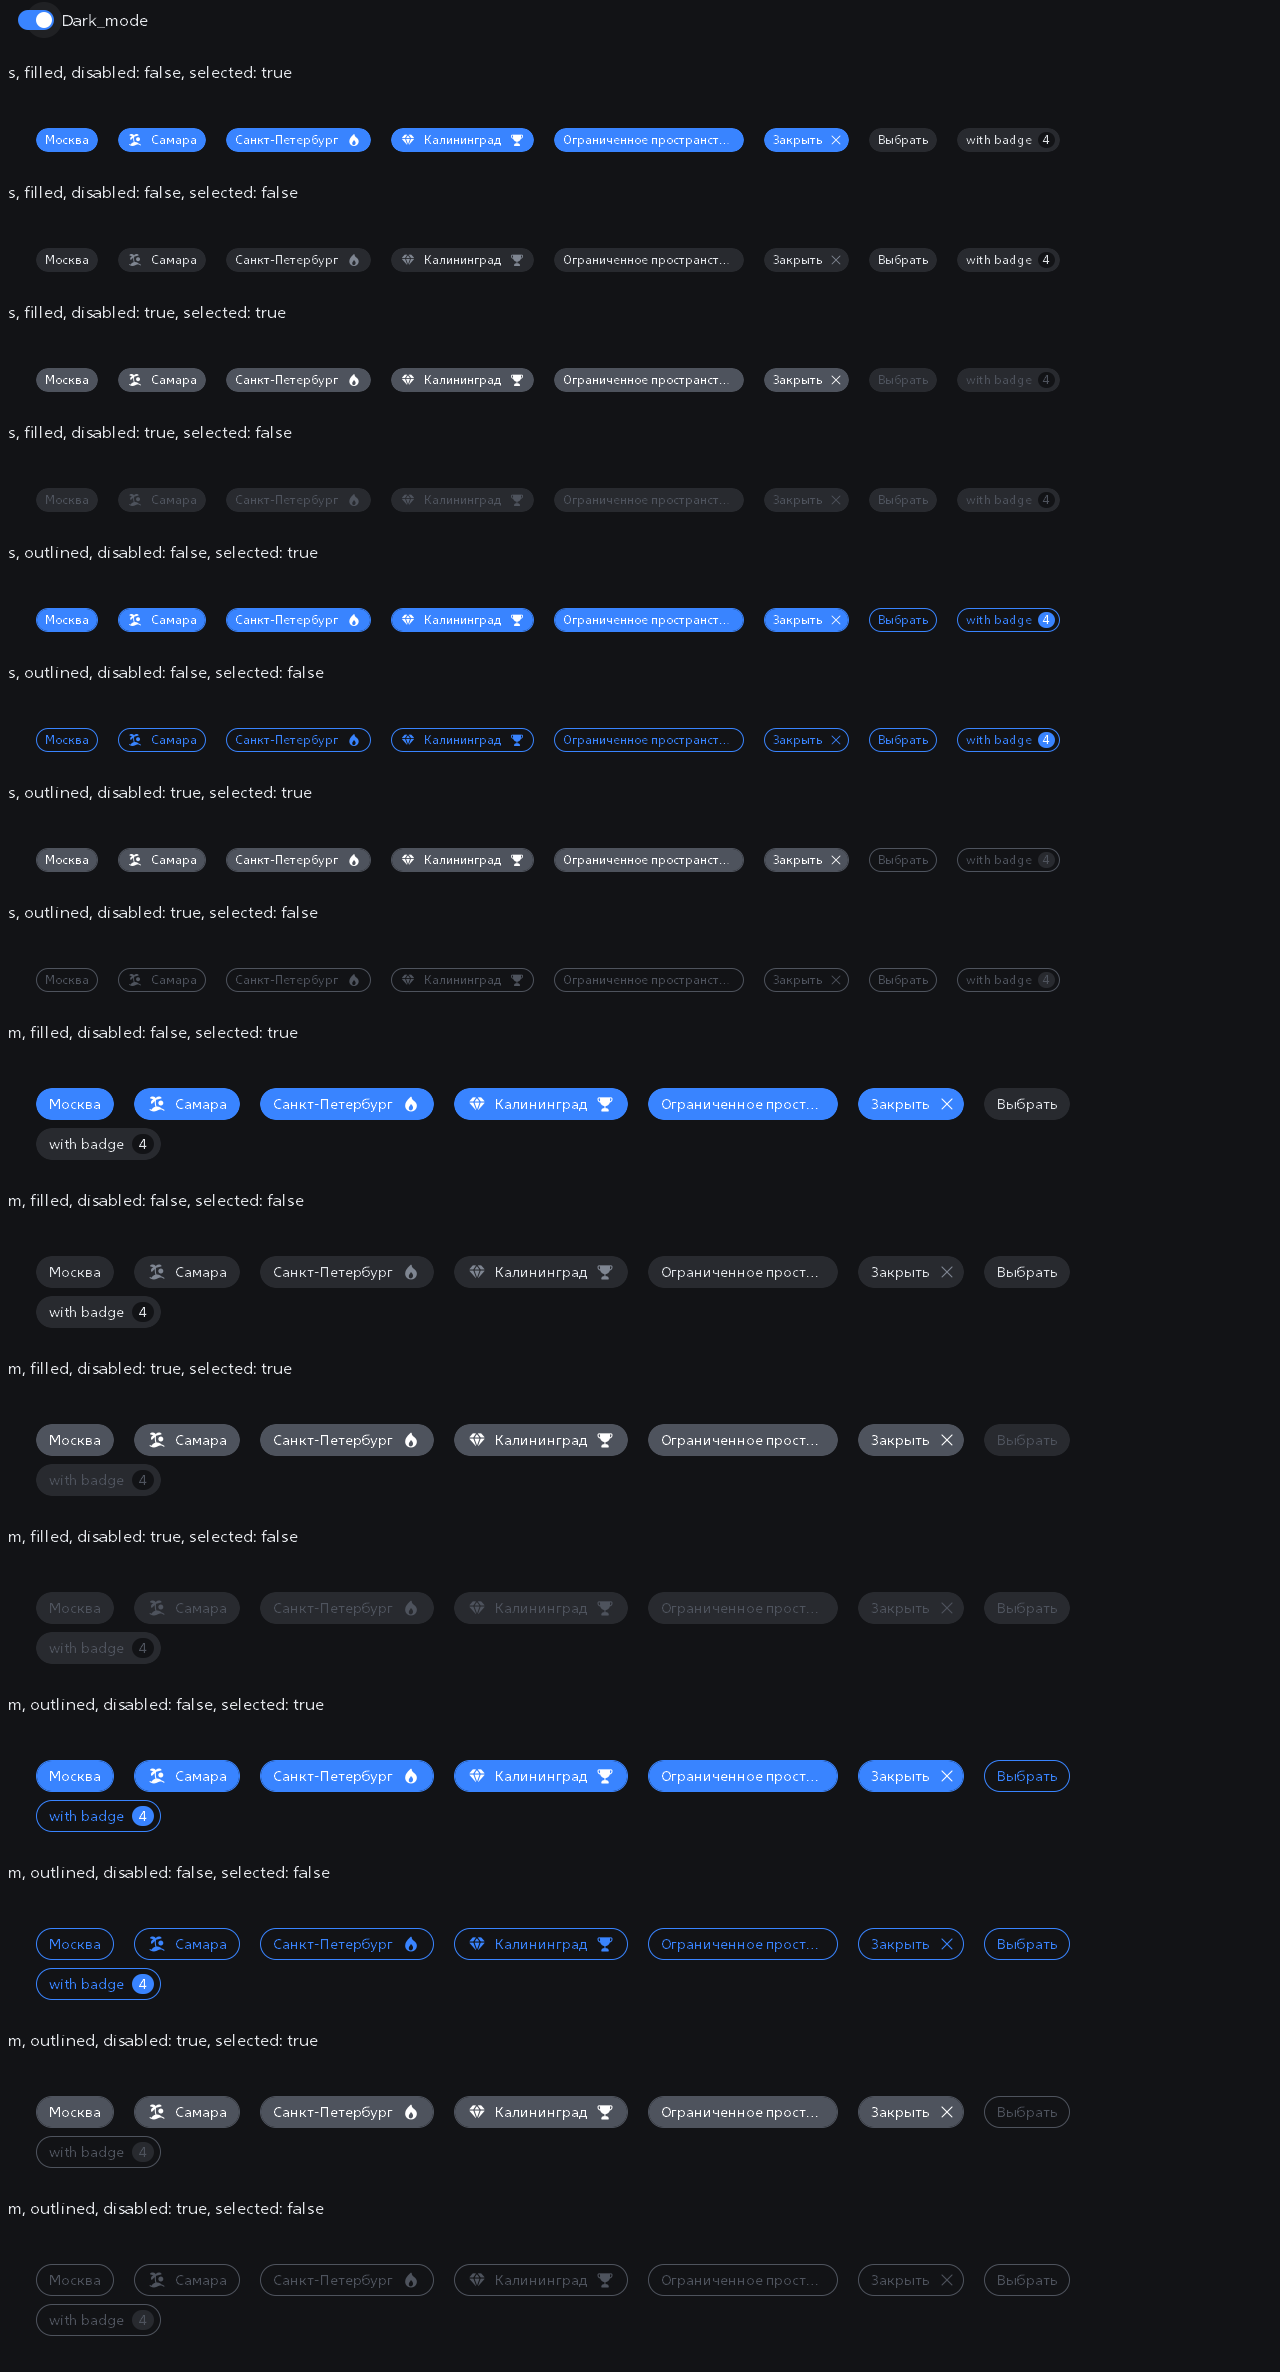 Dark_mode
s, filled, disabled: false, selected: true
Москва Самара Санкт-Петербург Калининград Ограниченное пространст... Закрыть Выбрать with badge 4
s, filled, disabled: false, selected: false
Москва Самара Санкт-Петербург Калининград Ограниченное пространст... Закрыть Выбрать with badge 4
s, filled, disabled: true, selected: true
Москва Самара Санкт-Петербург Калининград Ограниченное пространст... Закрыть Выбрать with badge 4
s, filled, disabled: true, selected: false
Москва Самара Санкт-Петербург Калининград Ограниченное пространст... Закрыть Выбрать with badge 4
s, outlined, disabled: false, selected: true
Москва Самара Санкт-Петербург Калининград Ограниченное пространст... Закрыть Выбрать with badge 4
s, outlined, disabled: false, selected: false
Москва Самара Санкт-Петербург Калининград Ограниченное пространст... Закрыть Выбрать with badge 4
s, outlined, disabled: true, selected: true
Москва Самара Санкт-Петербург Калининград Ограниченное пространст... Закрыть Выбрать with badge 4
s, outlined, disabled: true, selected: false
Москва Самара Санкт-Петербург Калининград Ограниченное пространст... Закрыть Выбрать with badge 4
m, filled, disabled: false, selected: true
Москва Самара Санкт-Петербург Калининград Ограниченное прост... Закрыть Выбрать
with badge 4
m, filled, disabled: false, selected: false
Москва Самара Санкт-Петербург Калининград Ограниченное прост... Закрыть Выбрать
with badge 4
m, filled, disabled: true, selected: true
Москва Самара Санкт-Петербург Калининград Ограниченное прост... Закрыть Выбрать
with badge 4
m, filled, disabled: true, selected: false
Москва Самара Санкт-Петербург Калининград Ограниченное прост... Закрыть Выбрать
with badge 4
m, outlined, disabled: false, selected: true
Москва Самара Санкт-Петербург Калининград Ограниченное прост... Закрыть Выбрать
with badge 4
m, outlined, disabled: false, selected: false
Москва Самара Санкт-Петербург Калининград Ограниченное прост... Закрыть Выбрать
with badge 4
m, outlined, disabled: true, selected: true
Москва Самара Санкт-Петербург Калининград Ограниченное прост... Закрыть Выбрать
with badge 4
m, outlined, disabled: true, selected: false
Москва Самара Санкт-Петербург Калининград Ограниченное прост... Закрыть Выбрать
with badge 4